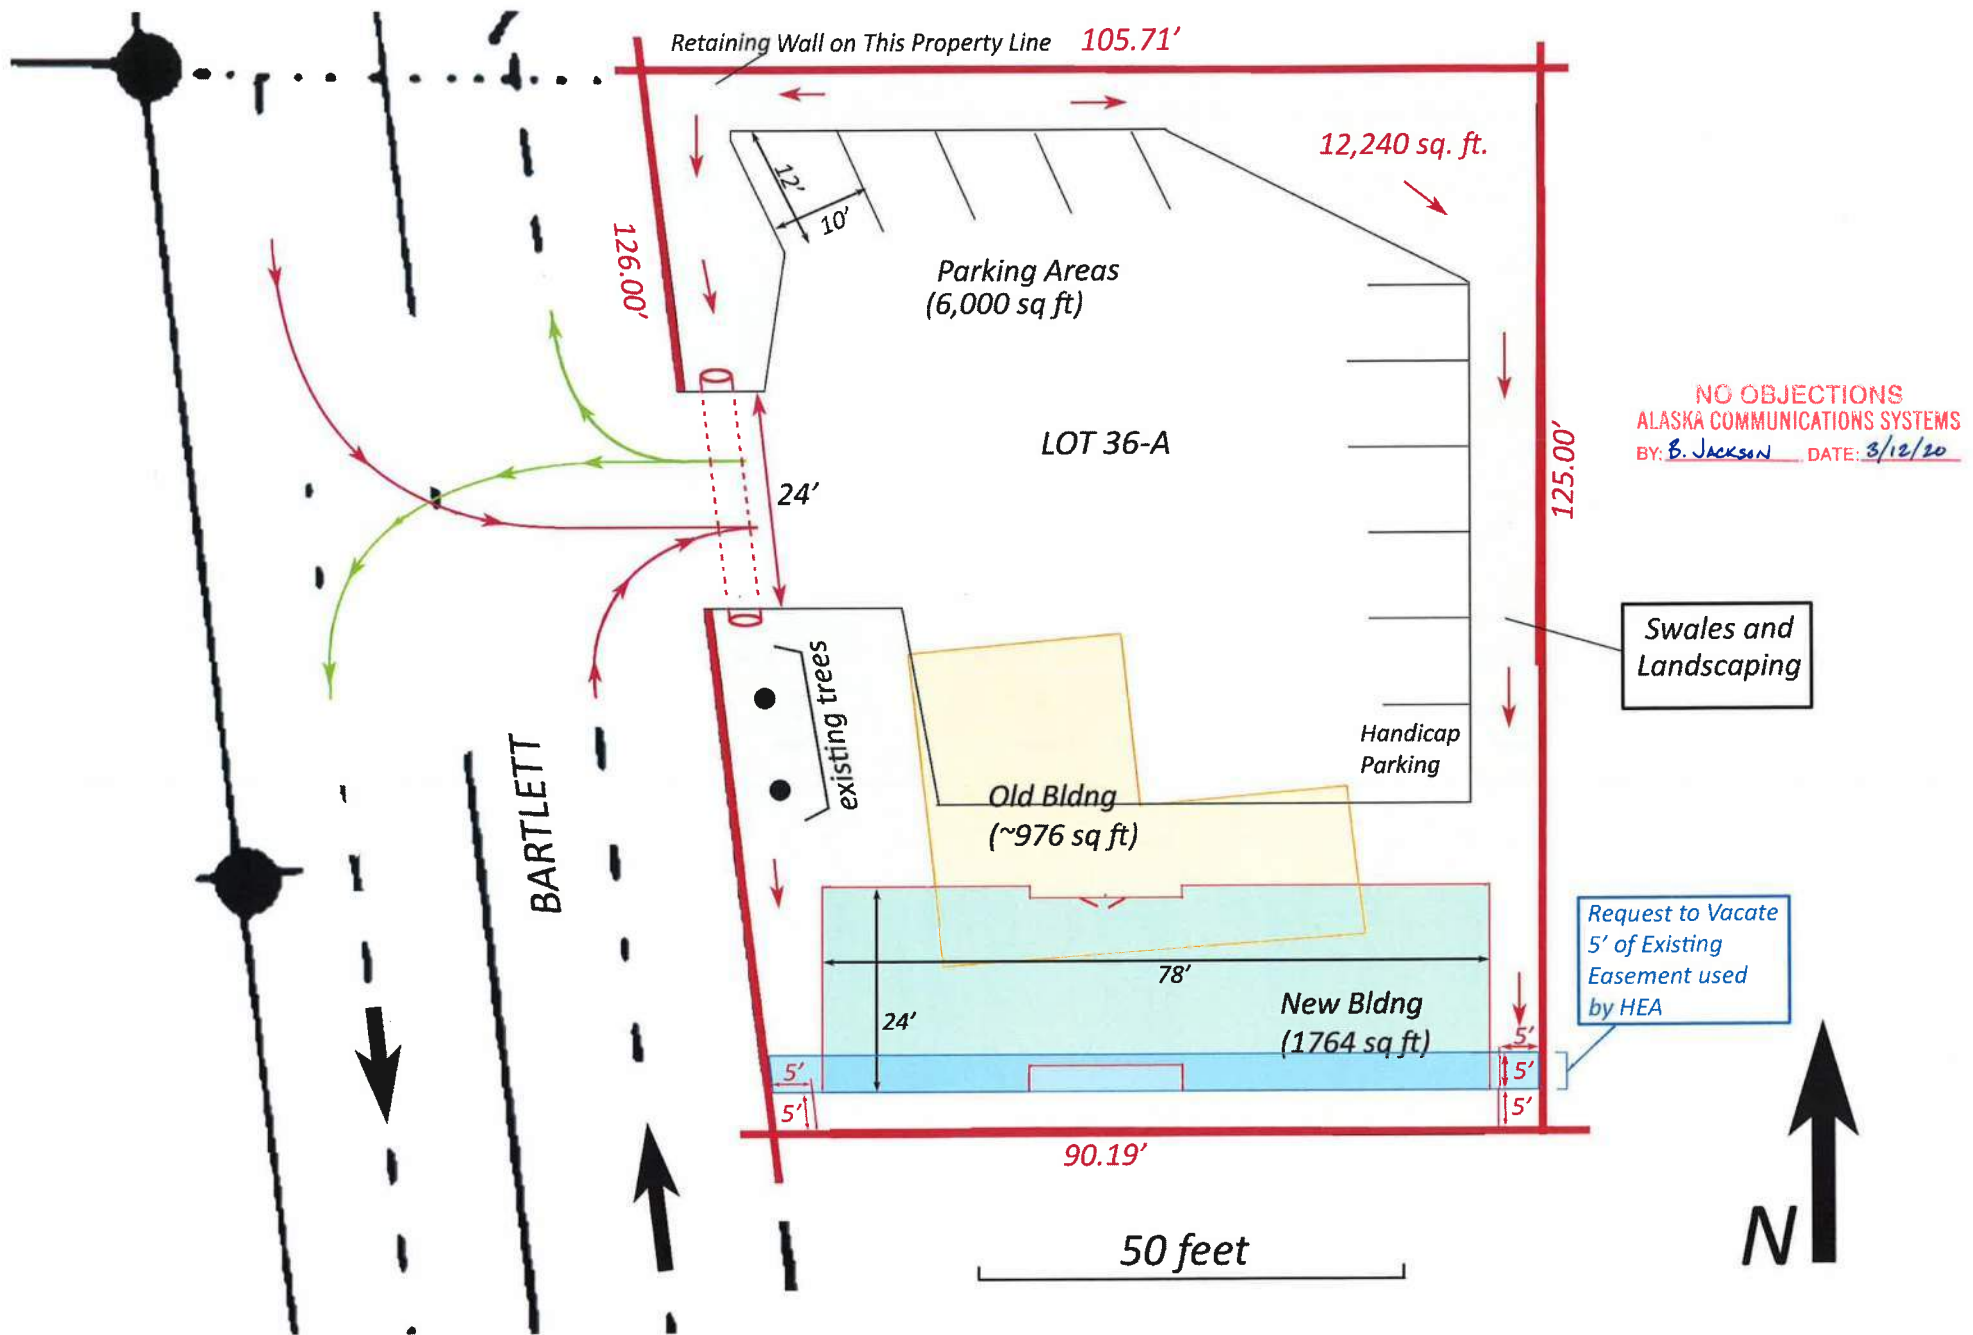 Retaining Wall on This Property Line 105.71'
12,240 sq. ft.
12'
10'
126.00'
Parking Areas
(6,000 sq ft)
LOT 36-A
24'
125.00'
NO OBJECTIONS
ALASKA COMMUNICATIONS SYSTEMS
BY: B. JACKSON DATE: 3/12/20
Swales and
Landscaping
existing trees
Handicap
Parking
BARTLETT
Old Bldng
(~976 sq ft)
Request to Vacate
5' of Existing
Easement used
by HEA
78'
24'
New Bldng
(1764 sq ft)
5'
5'
5'
5'
5'
90.19'
50 feet
N